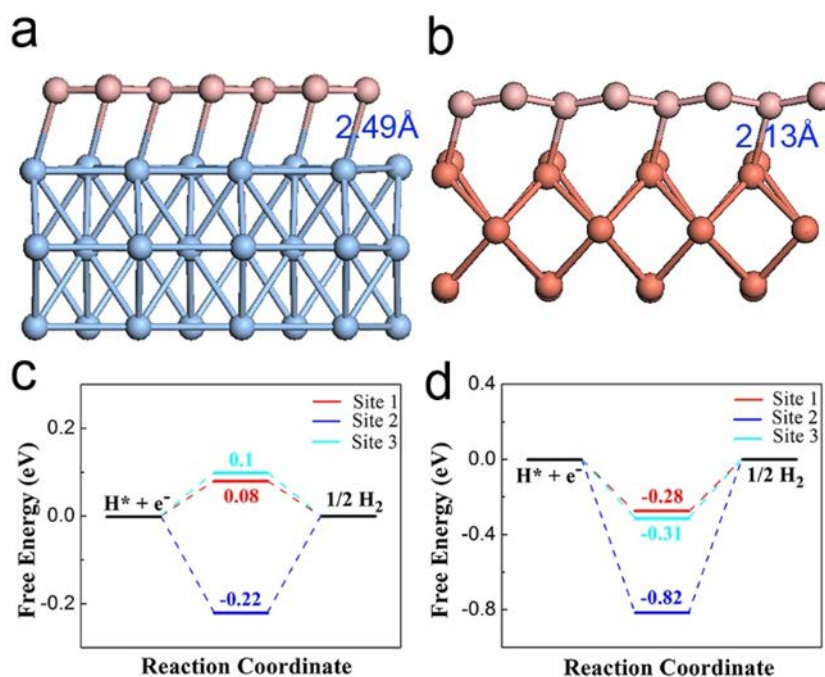 a
2.49Å
b
2.13Å
c
Free Energy (eV)
0.2
0.0
-0.2
Site 1
Site 2
Site 3
0.1
0.08
H* + e⁻
1/2 H₂
-0.22
Reaction Coordinate
d
Free Energy (eV)
0.4
0.0
-0.4
-0.8
Site 1
Site 2
Site 3
H* + e⁻
1/2 H₂
-0.28
-0.31
-0.82
Reaction Coordinate